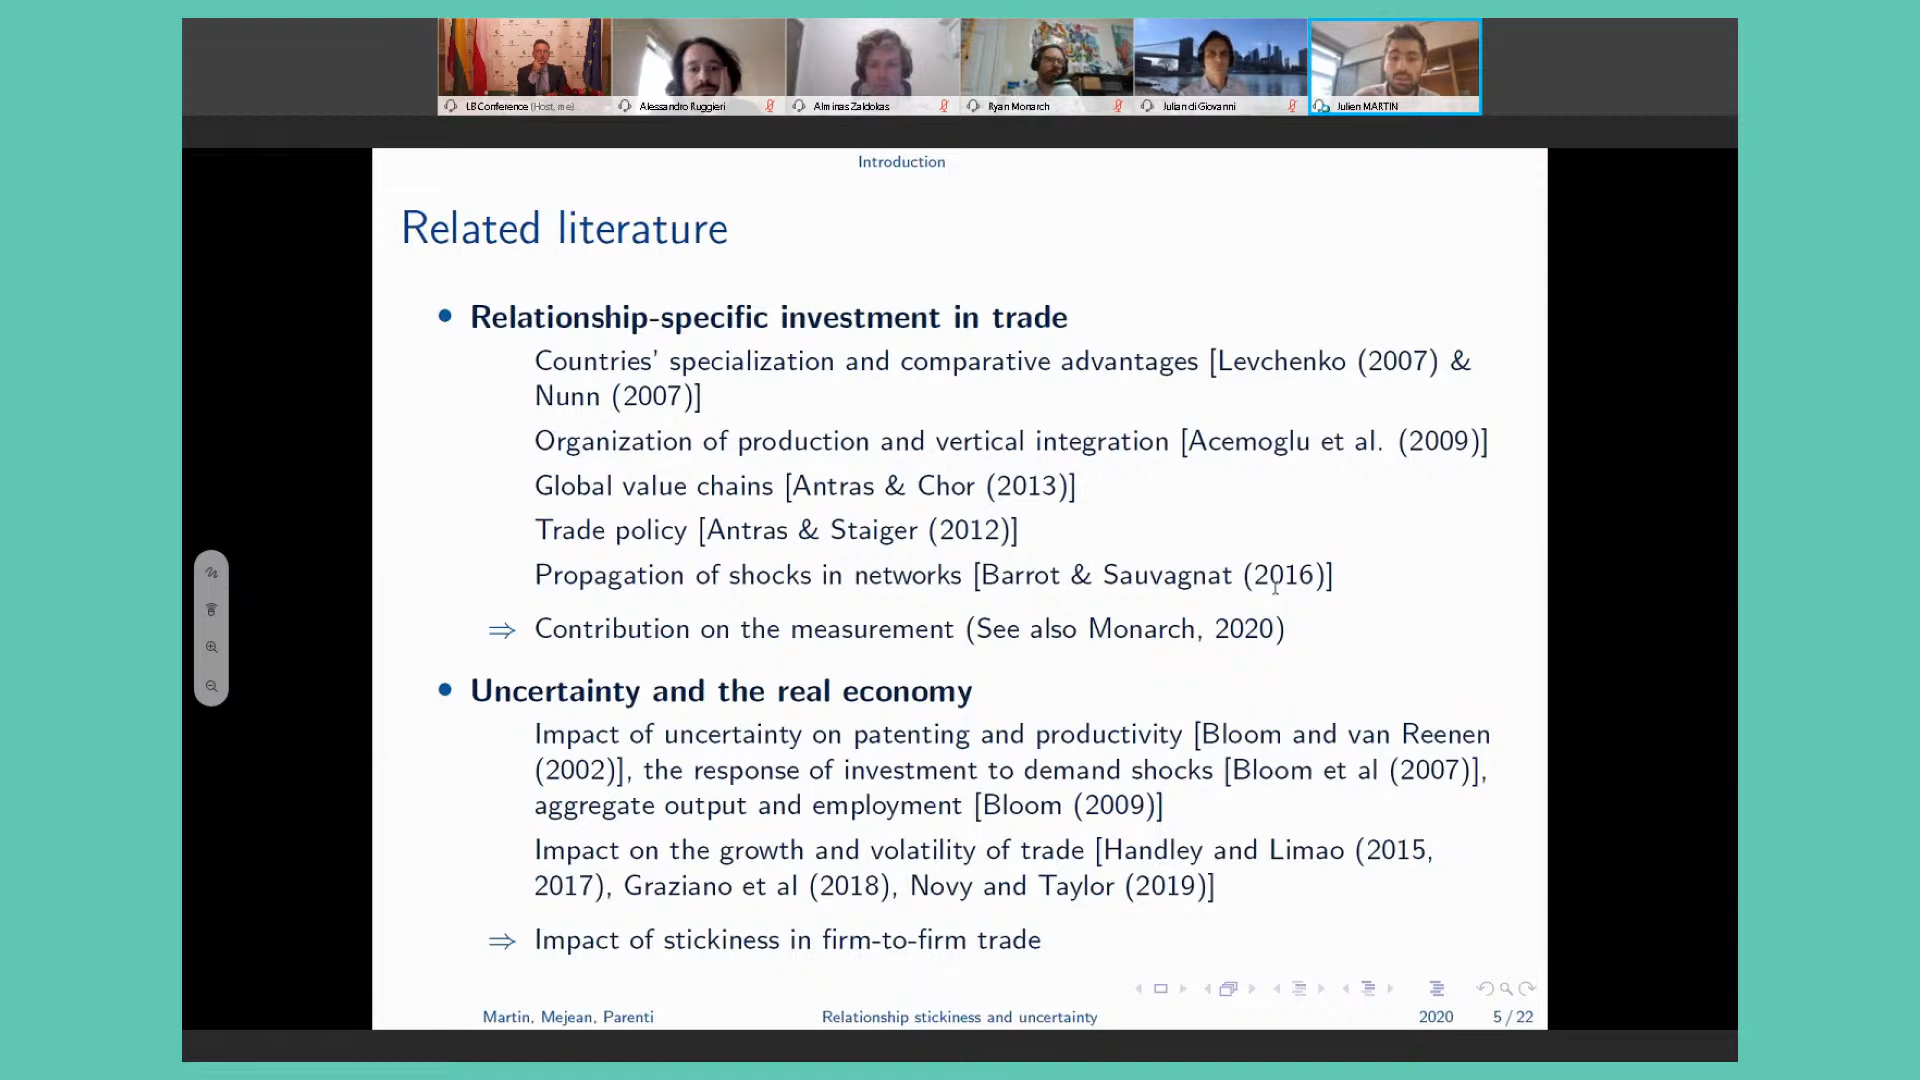 LB Conference (Host, me)
Alessandro Ruggieri
Alminas Zaldokas
Ryan Monarch
Julian di Giovanni
Julien MARTIN
Introduction
Related literature
• Relationship-specific investment in trade
Countries' specialization and comparative advantages [Levchenko (2007) &
Nunn (2007)]
Organization of production and vertical integration [Acemoglu et al. (2009)]
Global value chains [Antras & Chor (2013)]
Trade policy [Antras & Staiger (2012)]
Propagation of shocks in networks [Barrot & Sauvagnat (2016)]
⇒ Contribution on the measurement (See also Monarch, 2020)
• Uncertainty and the real economy
Impact of uncertainty on patenting and productivity [Bloom and van Reenen
(2002)], the response of investment to demand shocks [Bloom et al (2007)],
aggregate output and employment [Bloom (2009)]
Impact on the growth and volatility of trade [Handley and Limao (2015,
2017), Graziano et al (2018), Novy and Taylor (2019)]
⇒ Impact of stickiness in firm-to-firm trade
Martin, Mejean, Parenti
Relationship stickiness and uncertainty
2020
5 / 22